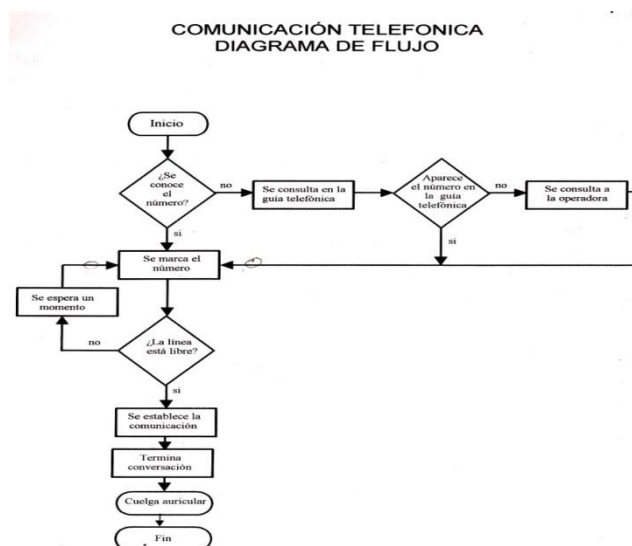 COMUNICACIÓN TELEFONICA
DIAGRAMA DE FLUJO
Inicio
¿Se
conoce
el
número?
no
Se consulta en la
guía telefónica
Aparece
el número en
la guía
telefónica
no
Se consulta a
la operadora
si
si
Se marca el
número
Se espera un
momento
no
¿La línea
está libre?
si
Se establece la
comunicación
Termina
conversación
Cuelga auricular
Fin